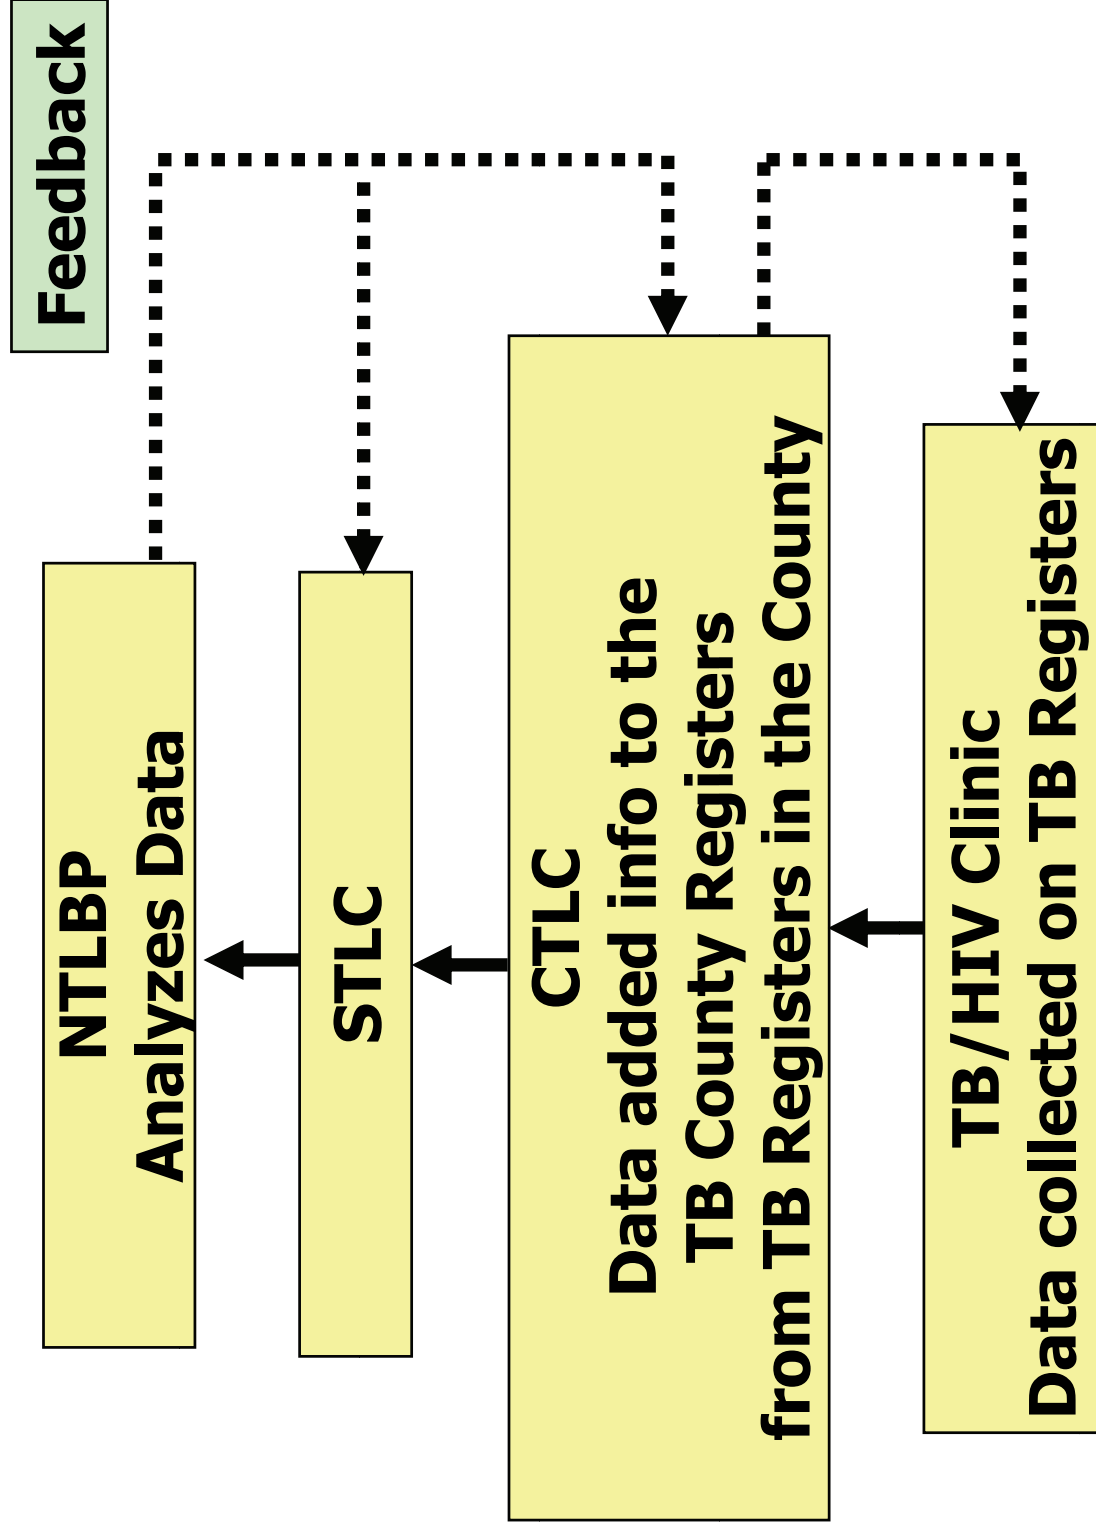 Feedback
NTLBP
Analyzes Data
STLC
CTLC
Data added info to the
TB County Registers
from TB Registers in the County
TB/HIV Clinic
Data collected on TB Registers